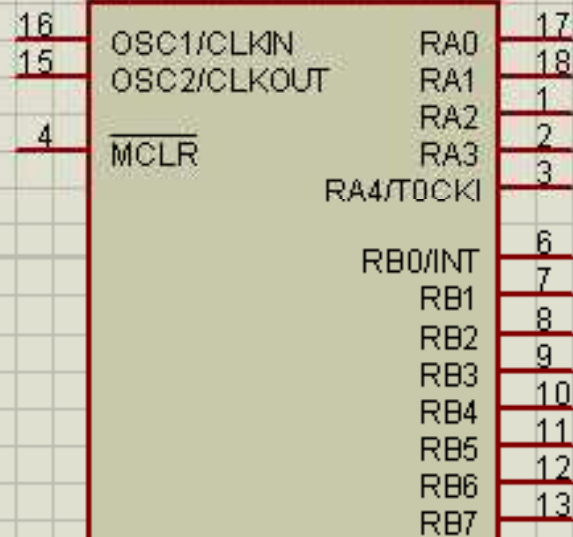 16 OSC1/CLKIN RA0 17
15 OSC2/CLKOUT RA1 18
RA2 1
4 MCLR RA3 2
RA4/T0CKI 3
RB0/INT 6
RB1 7
RB2 8
RB3 9
RB4 10
RB5 11
RB6 12
RB7 13